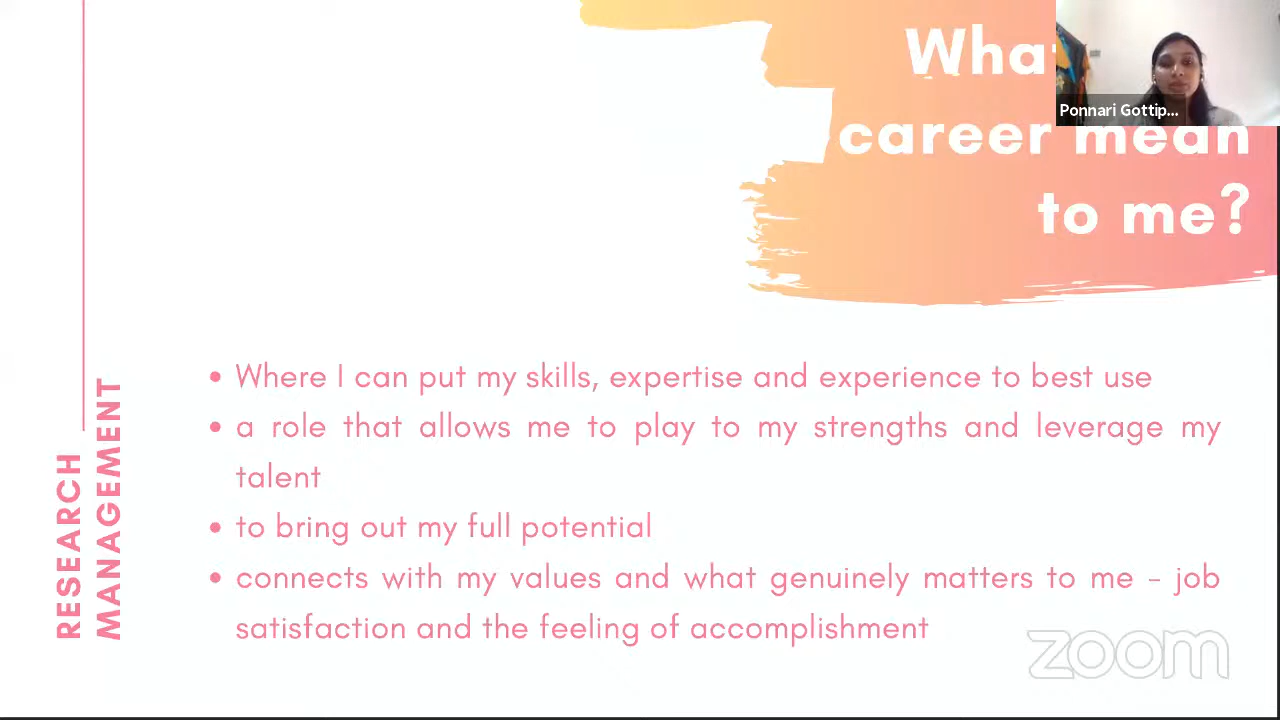 What
career mean
to me?
Ponnari Gottip...
RESEARCH
MANAGEMENT
• Where I can put my skills, expertise and experience to best use
• a role that allows me to play to my strengths and leverage my
talent
• to bring out my full potential
• connects with my values and what genuinely matters to me - job
satisfaction and the feeling of accomplishment
zoom